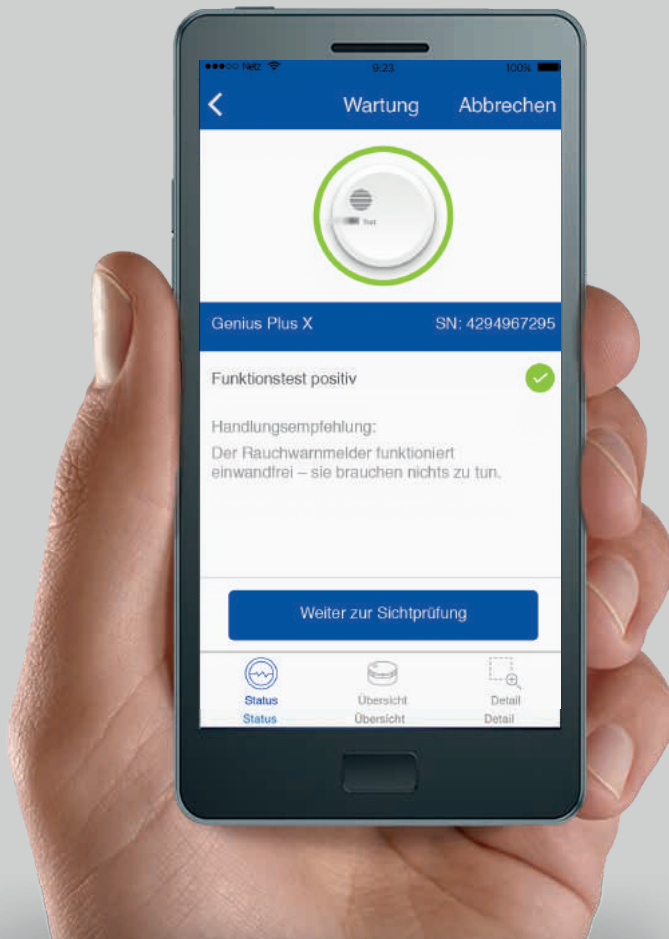 ●●●○○ Netz 9:23 100%
Wartung Abbrechen
Test
Genius Plus X SN: 4294967295
Funktionstest positiv
Handlungsempfehlung:
Der Rauchwarnmelder funktioniert
einwandfrei – sie brauchen nichts zu tun.
Weiter zur Sichtprüfung
Status Übersicht Detail
Status Übersicht Detail